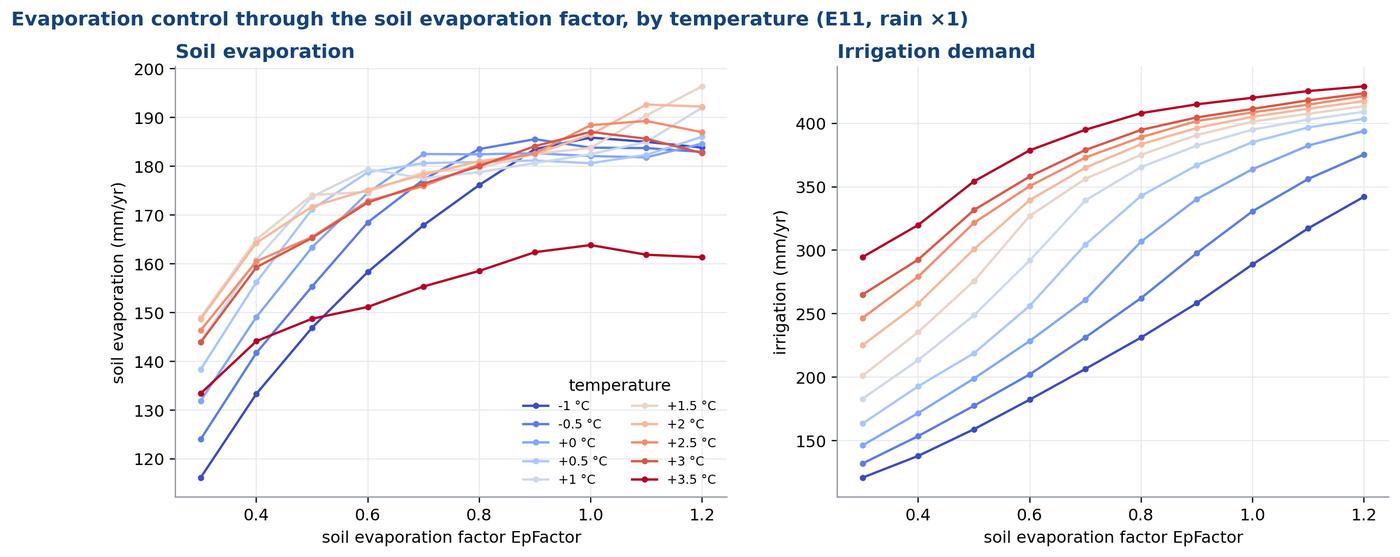 Evaporation control through the soil evaporation factor, by temperature (E11, rain ×1)
Soil evaporation
200
190
180
170
160
150
140
130
120
soil evaporation (mm/yr)
0.4 0.6 0.8 1.0 1.2
soil evaporation factor EpFactor
temperature
-1 °C
-0.5 °C
+0 °C
+0.5 °C
+1 °C
+1.5 °C
+2 °C
+2.5 °C
+3 °C
+3.5 °C
Irrigation demand
400
350
300
250
200
150
irrigation (mm/yr)
0.4 0.6 0.8 1.0 1.2
soil evaporation factor EpFactor